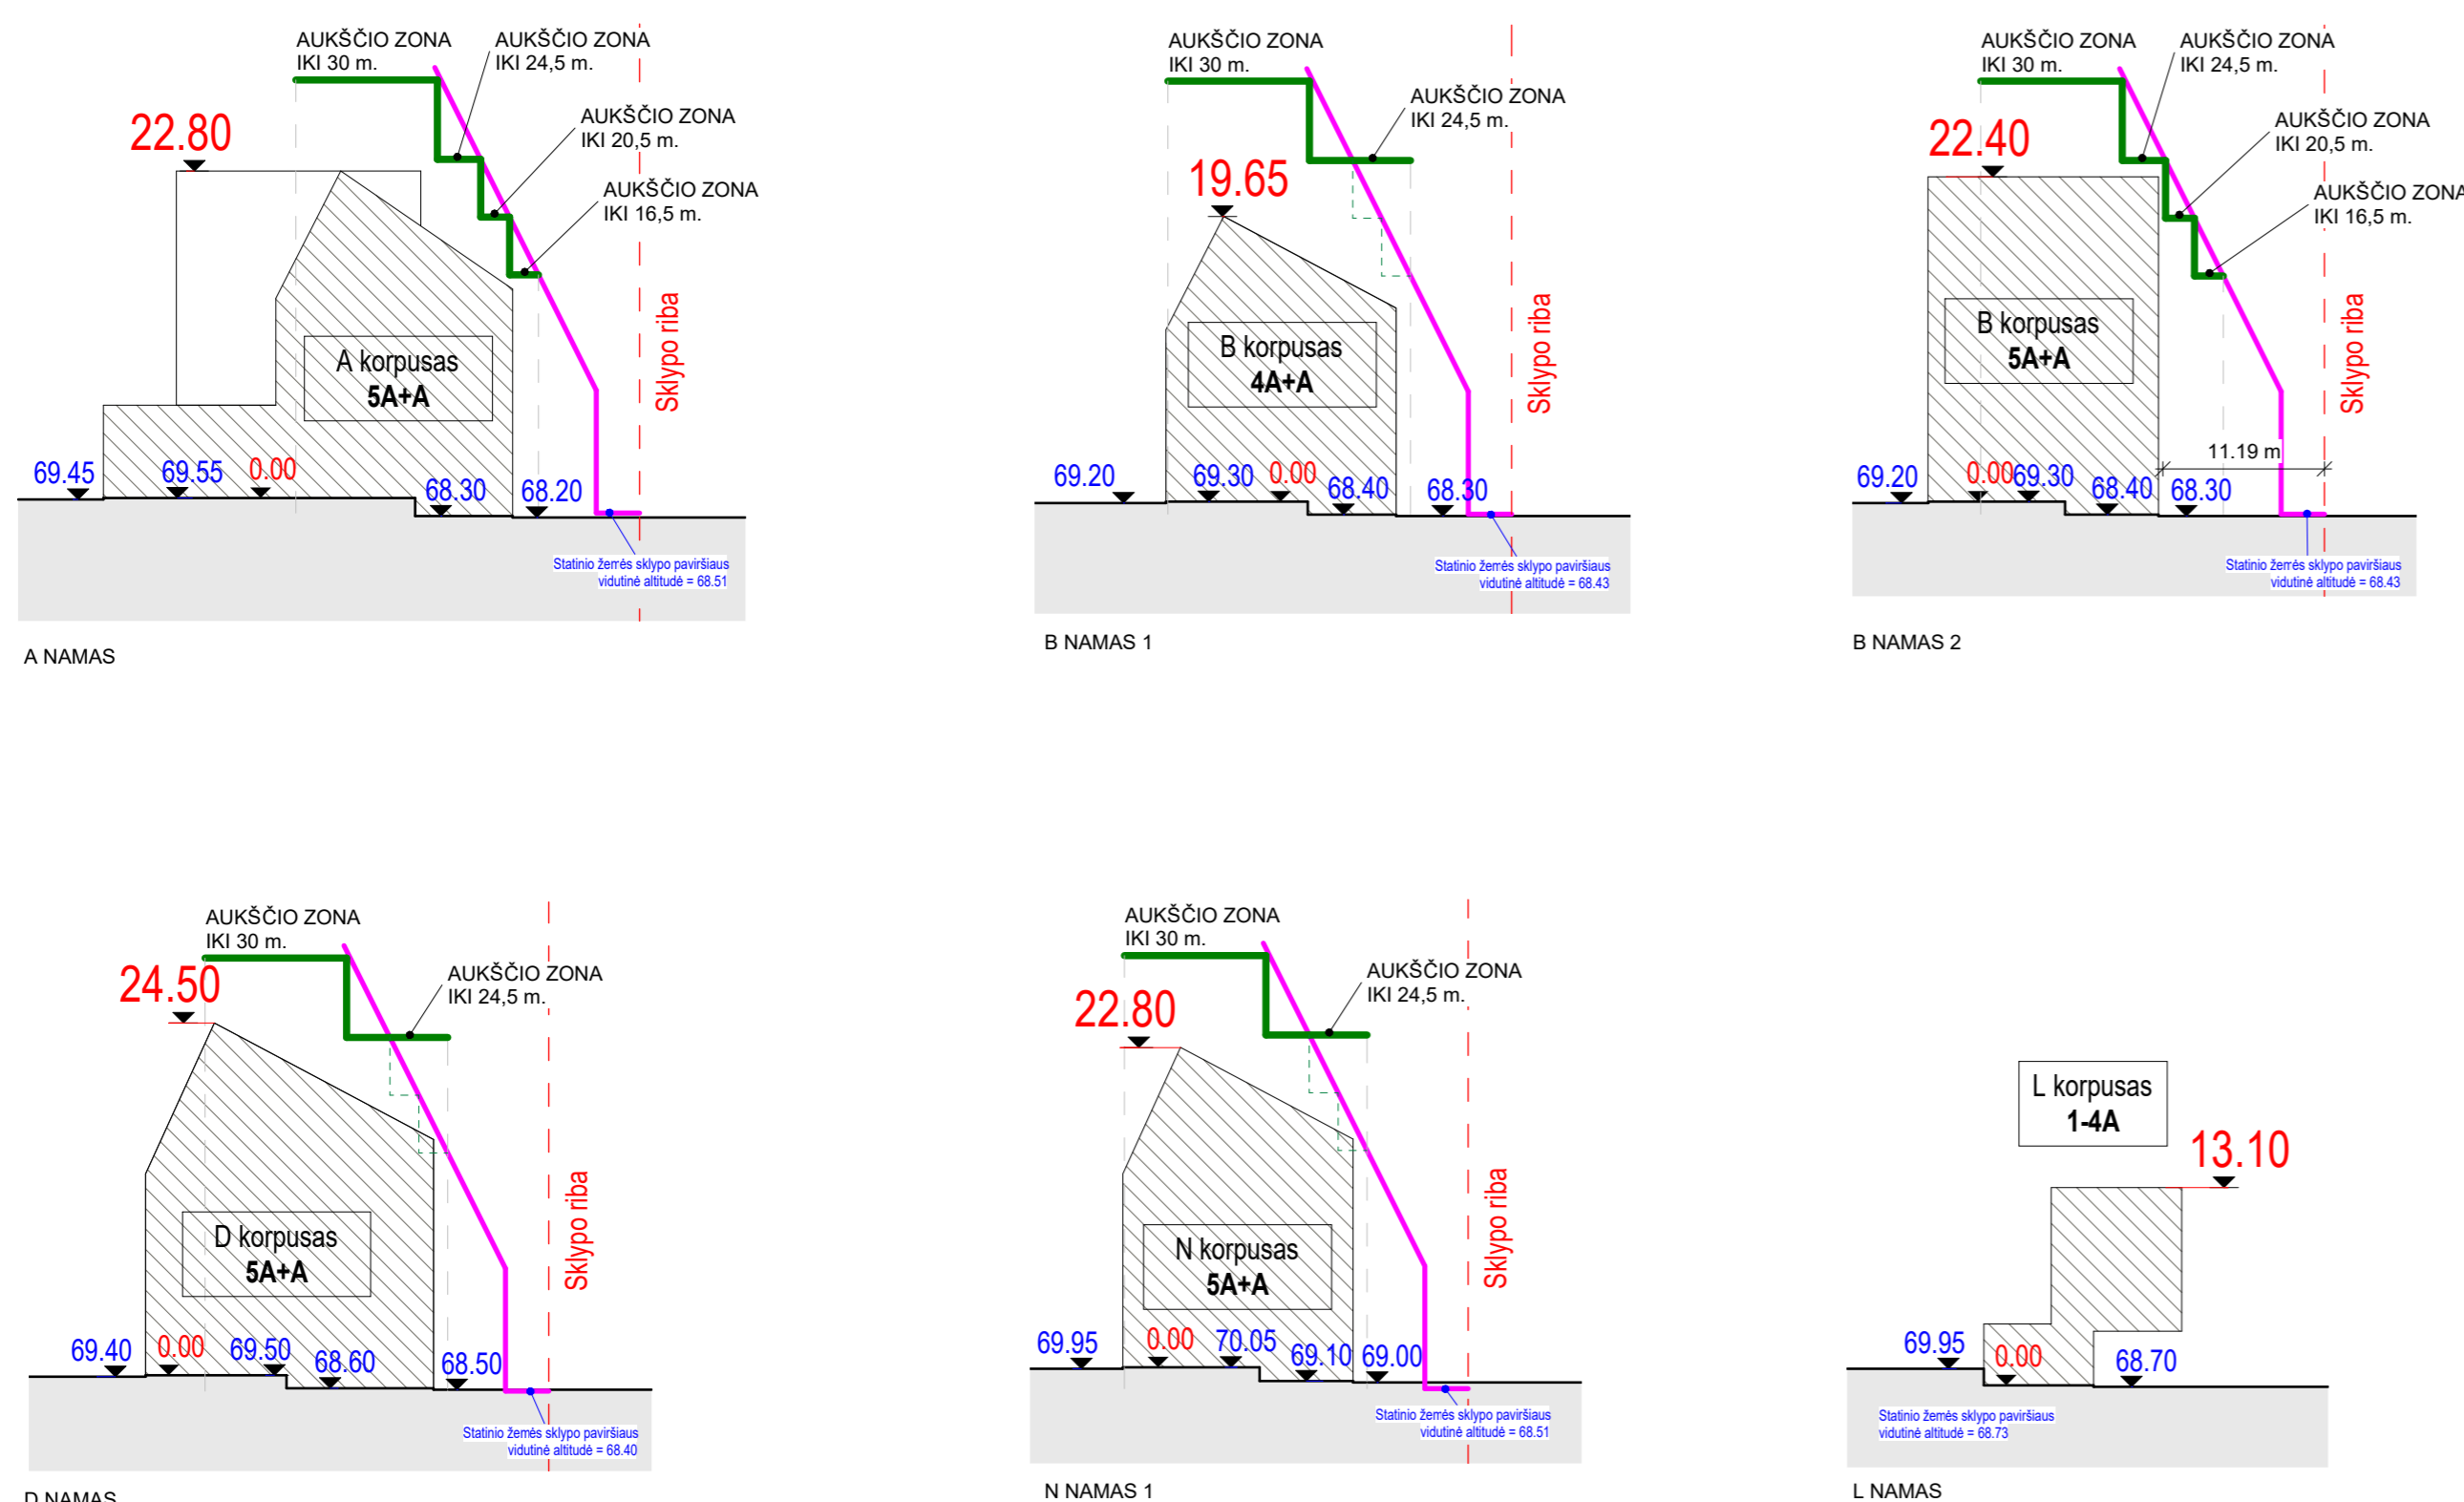 AUKŠČIO ZONA
IKI 30 m.
AUKŠČIO ZONA
IKI 24,5 m.
AUKŠČIO ZONA
IKI 20,5 m.
AUKŠČIO ZONA
IKI 16,5 m.
22.80
A korpusas
5A+A
Sklypo riba
69.45
69.55
0.00
68.30
68.20
Statinio žemės sklypo paviršiaus
vidutinė altitudė = 68.51
A NAMAS
AUKŠČIO ZONA
IKI 30 m.
AUKŠČIO ZONA
IKI 24,5 m.
19.65
B korpusas
4A+A
Sklypo riba
69.20
69.30
0.00
68.40
68.30
Statinio žemės sklypo paviršiaus
vidutinė altitudė = 68.43
B NAMAS 1
AUKŠČIO ZONA
IKI 30 m.
AUKŠČIO ZONA
IKI 24,5 m.
AUKŠČIO ZONA
IKI 20,5 m.
AUKŠČIO ZONA
IKI 16,5 m.
22.40
B korpusas
5A+A
Sklypo riba
11.19 m
69.20
0.00
69.30
68.40
68.30
Statinio žemės sklypo paviršiaus
vidutinė altitudė = 68.43
B NAMAS 2
AUKŠČIO ZONA
IKI 30 m.
AUKŠČIO ZONA
IKI 24,5 m.
24.50
D korpusas
5A+A
Sklypo riba
69.40
0.00
69.50
68.60
68.50
Statinio žemės sklypo paviršiaus
vidutinė altitudė = 68.40
D NAMAS
AUKŠČIO ZONA
IKI 30 m.
AUKŠČIO ZONA
IKI 24,5 m.
22.80
N korpusas
5A+A
Sklypo riba
69.95
0.00
70.05
69.10
69.00
Statinio žemės sklypo paviršiaus
vidutinė altitudė = 68.51
N NAMAS 1
L korpusas
1-4A
13.10
69.95
0.00
68.70
Statinio žemės sklypo paviršiaus
vidutinė altitudė = 68.73
L NAMAS